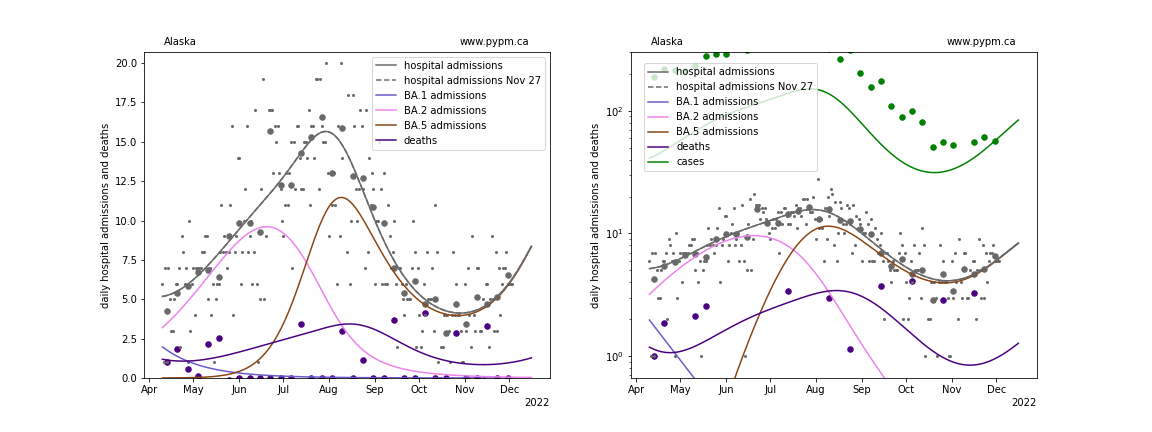 Alaska
www.pypm.ca
daily hospital admissions and deaths
20.0
17.5
15.0
12.5
10.0
7.5
5.0
2.5
0.0
hospital admissions
hospital admissions Nov 27
BA.1 admissions
BA.2 admissions
BA.5 admissions
deaths
Apr May Jun Jul Aug Sep Oct Nov Dec
2022
Alaska
www.pypm.ca
daily hospital admissions and deaths
10²
10¹
10⁰
hospital admissions
hospital admissions Nov 27
BA.1 admissions
BA.2 admissions
BA.5 admissions
deaths
cases
Apr May Jun Jul Aug Sep Oct Nov Dec
2022